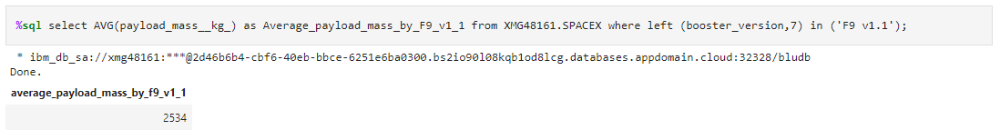 %sql select AVG(payload_mass__kg_) as Average_payload_mass_by_F9_v1_1 from XMG48161.SPACEX where left (booster_version,7) in ('F9 v1.1');
* ibm_db_sa://xmg48161:***@2d46b6b4-cbf6-40eb-bbce-6251e6ba0300.bs2io90l08kqb1od8lcg.databases.appdomain.cloud:32328/bludb
Done.
average_payload_mass_by_f9_v1_1
2534